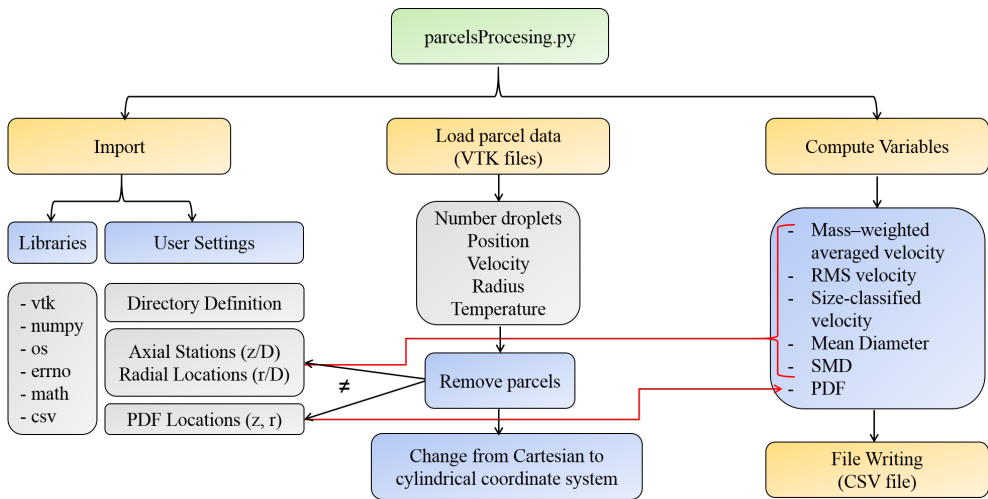 parcelsProcesing.py
Import
Load parcel data
(VTK files)
Compute Variables
Libraries
User Settings
- vtk
- numpy
- os
- errno
- math
- csv
Directory Definition
Axial Stations (z/D)
Radial Locations (r/D)
PDF Locations (z, r)
≠
Number droplets
Position
Velocity
Radius
Temperature
Remove parcels
Change from Cartesian to
cylindrical coordinate system
- Mass–weighted
averaged velocity
- RMS velocity
- Size-classified
velocity
- Mean Diameter
- SMD
- PDF
File Writing
(CSV file)